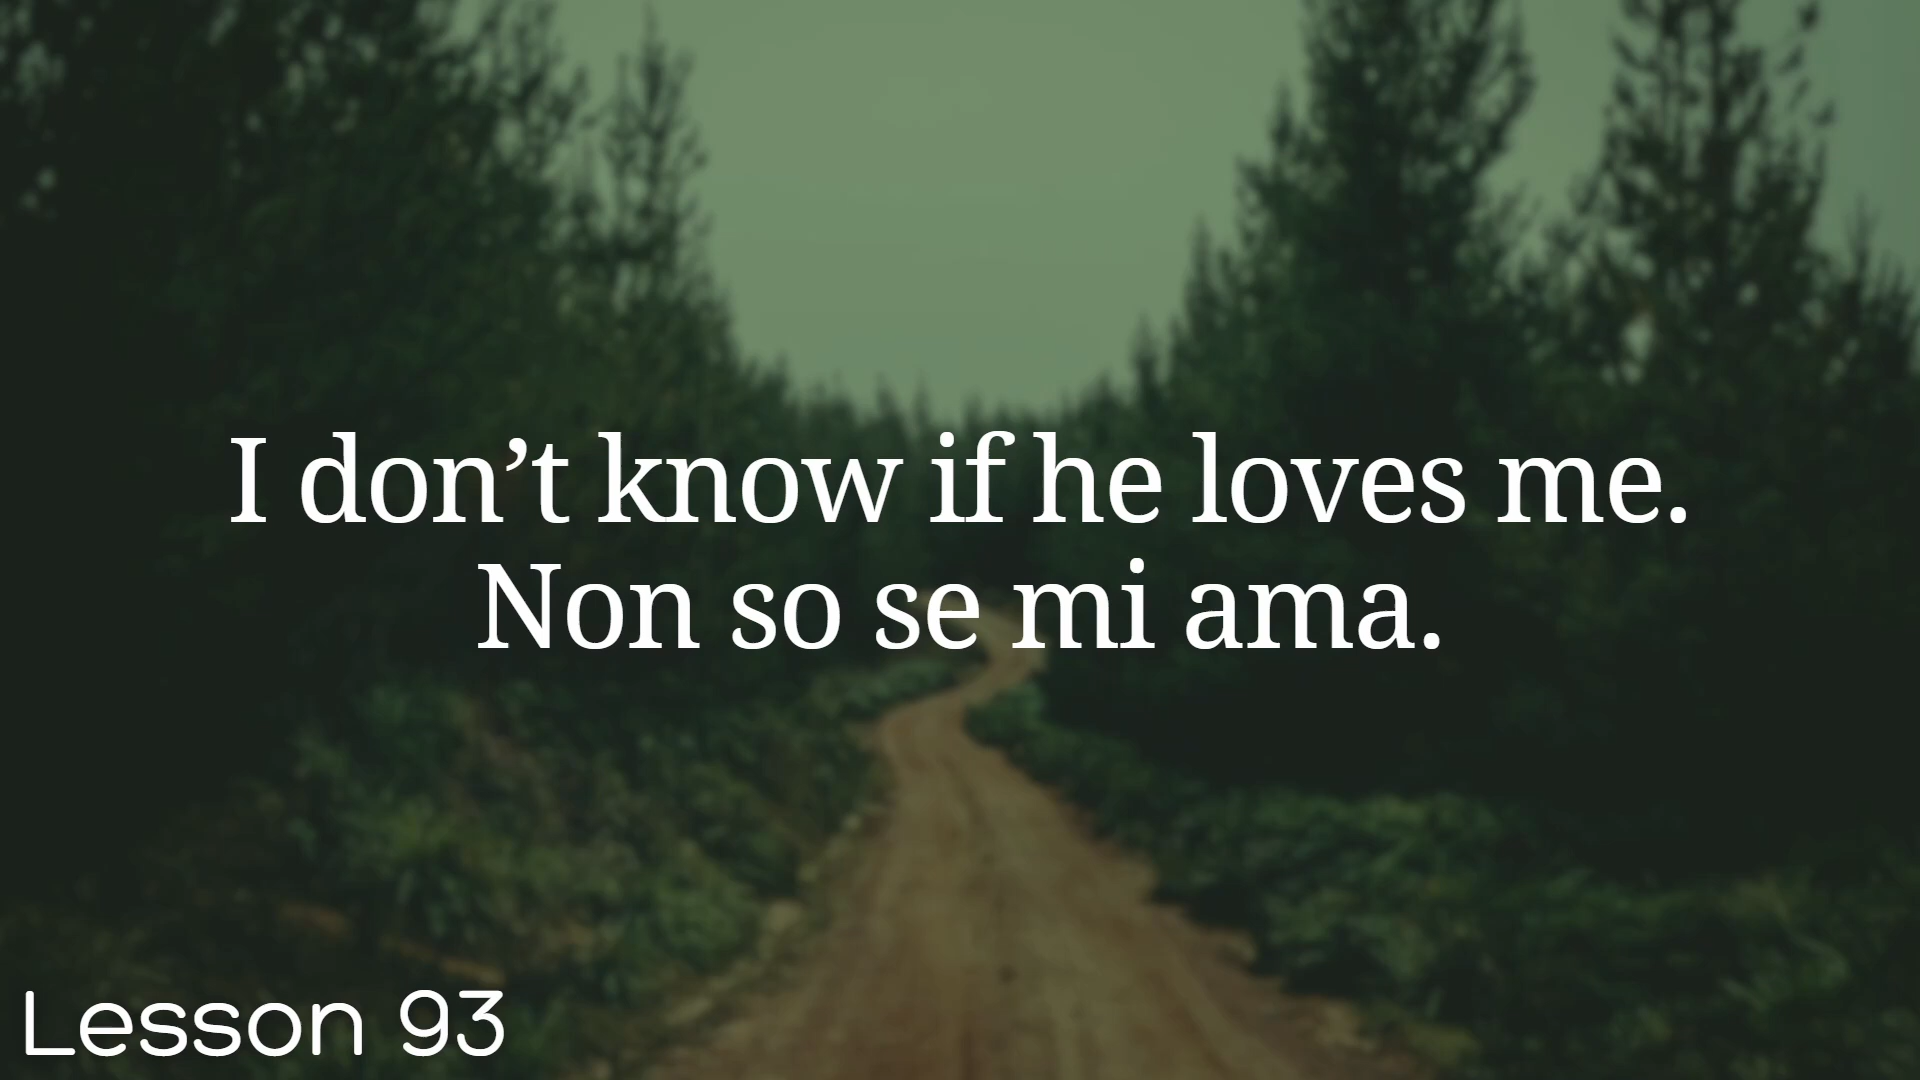 I don’t know if he loves me.
Non so se mi ama.
Lesson 93